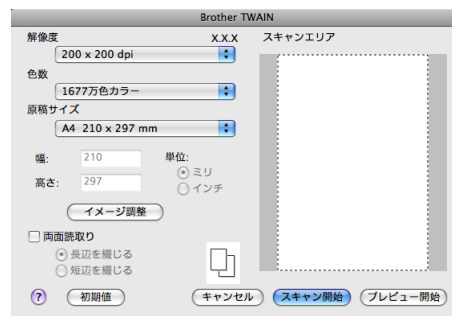 Brother TWAIN
解像度
X.X.X
スキャンエリア
200 x 200 dpi
色数
1677万色カラー
原稿サイズ
A4 210 x 297 mm
幅: 210
単位:
ミリ
高さ: 297
インチ
イメージ調整
両面読取り
長辺を綴じる
短辺を綴じる
? 初期値 キャンセル スキャン開始 プレビュー開始